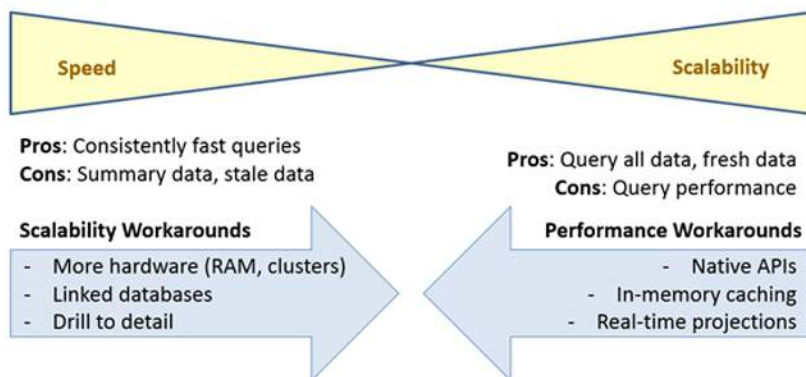 Speed
Scalability
Pros: Consistently fast queries
Cons: Summary data, stale data
Pros: Query all data, fresh data
Cons: Query performance
Scalability Workarounds
- More hardware (RAM, clusters)
- Linked databases
- Drill to detail
Performance Workarounds
- Native APIs
- In-memory caching
- Real-time projections